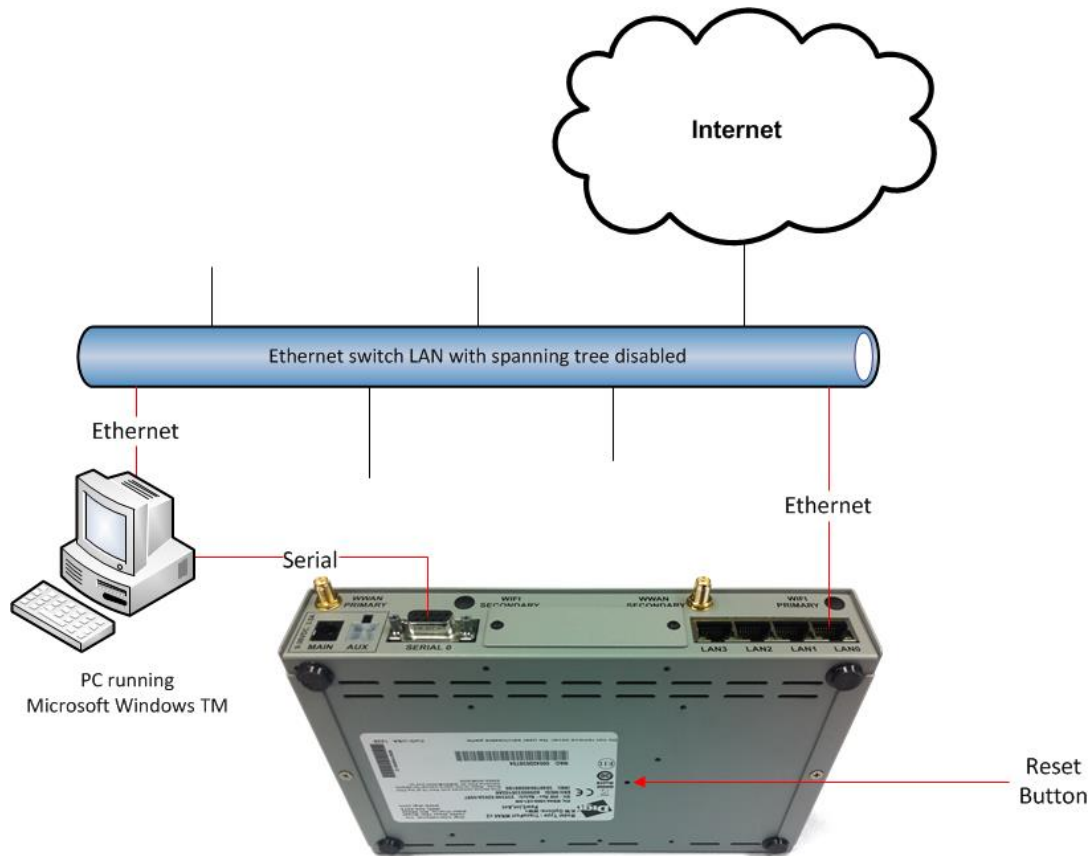 Internet
Ethernet switch LAN with spanning tree disabled
Ethernet
Ethernet
Serial
WWAN
PRIMARY
WIFI
SECONDARY
WWAN
SECONDARY
WIFI
PRIMARY
MAIN
AUX
SERIAL 0
LAN3
LAN2
LAN1
LAN0
PC running
Microsoft Windows TM
Reset
Button
Digi